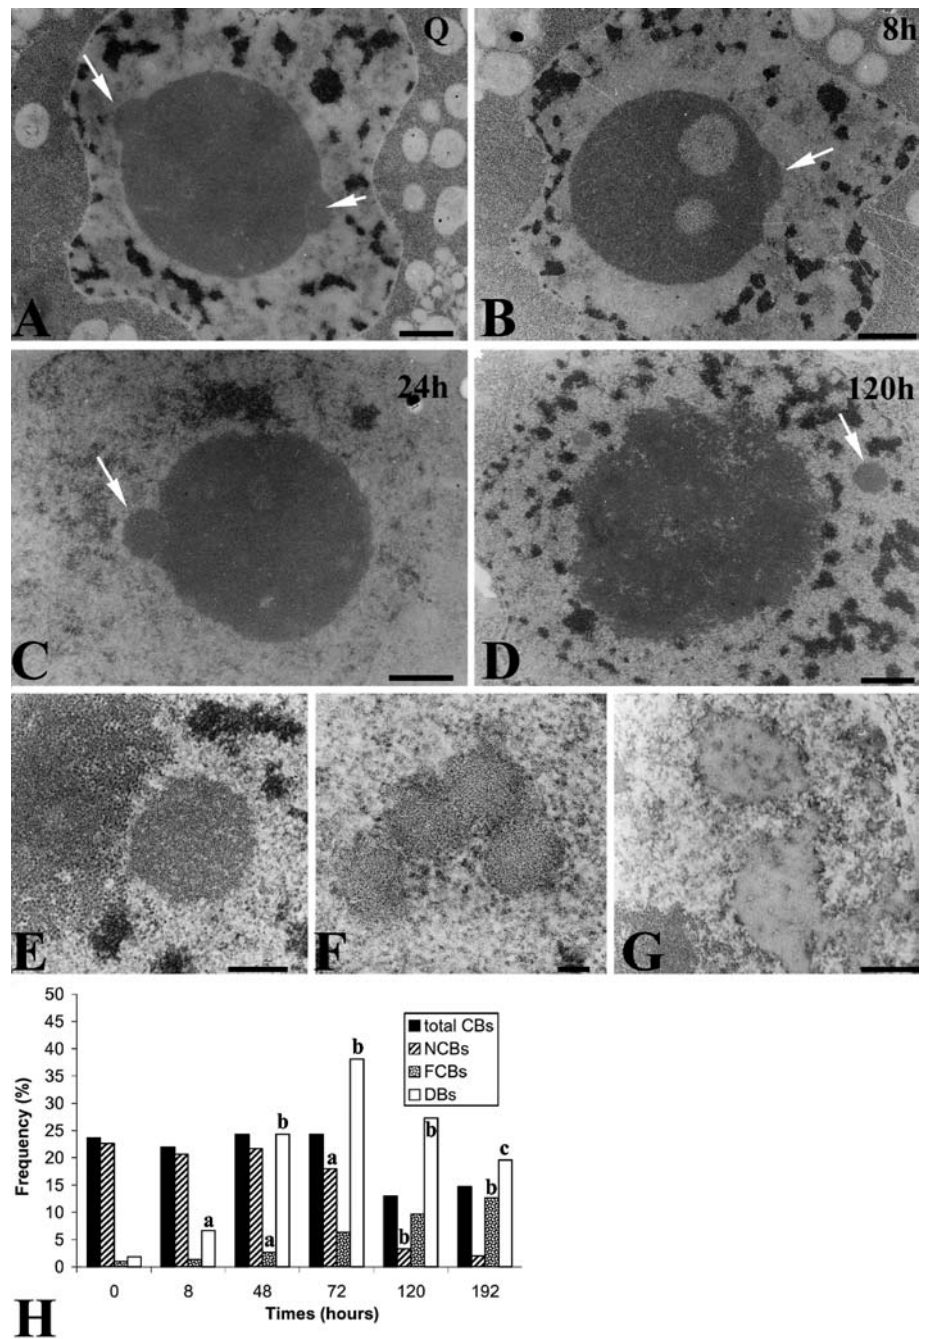 Q
A
8h
B
24h
C
120h
D
E
F
G
50
45
40
35
30
25
20
15
10
5
0
Frequency (%)
total CBs
NCBs
FCBs
DBs
a
a
b
a
b
b
b
b
c
0 8 48 72 120 192
Times (hours)
H